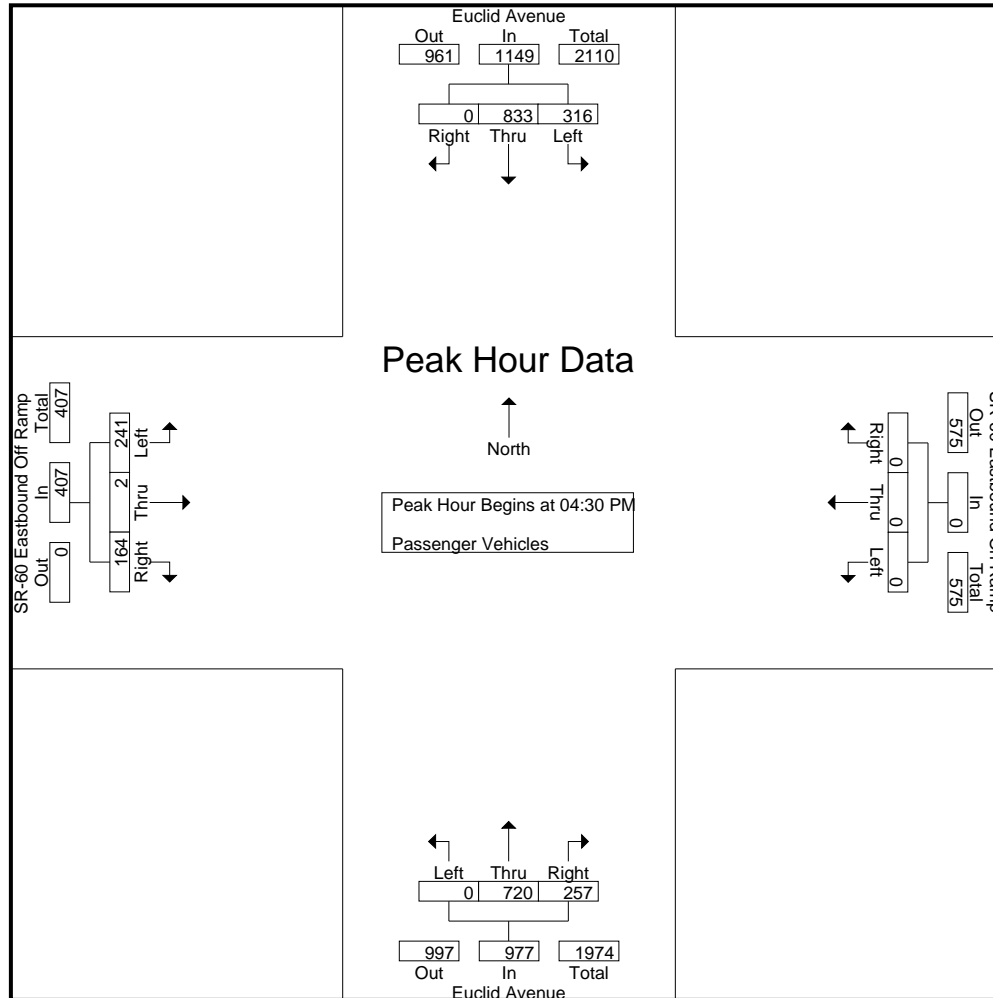 Euclid Avenue
Out In Total
961 1149 2110
0 833 316
Right Thru Left
Peak Hour Data
North
Peak Hour Begins at 04:30 PM
Passenger Vehicles
SR-60 Eastbound Off Ramp
Total In Out
407 407 0
241 2 164
Left Thru Right
Right Thru Left
0 0 0
Out In Total
575 0 575
Eastbound On Ramp
Left Thru Right
0 720 257
997 977 1974
Out In Total
Euclid Avenue